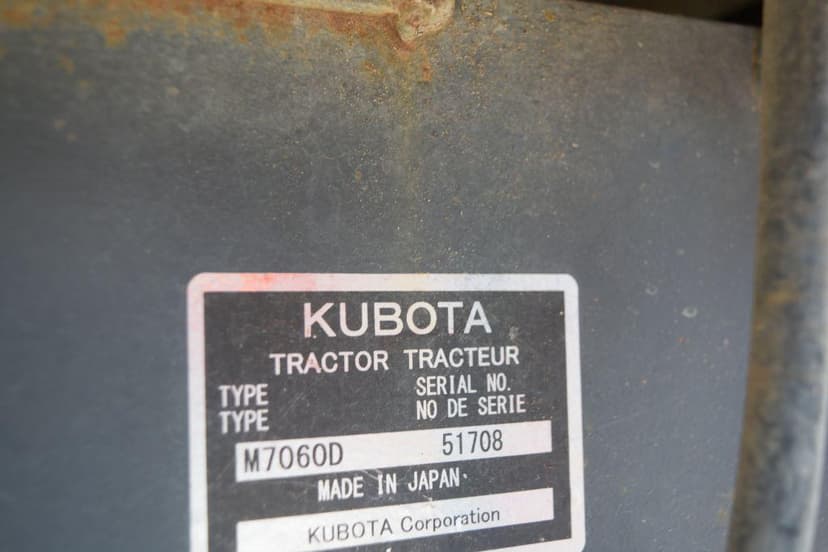 KUBOTA
TRACTOR TRACTEUR
TYPE SERIAL NO.
TYPE NO DE SERIE
M7060D 51708
MADE IN JAPAN
KUBOTA Corporation